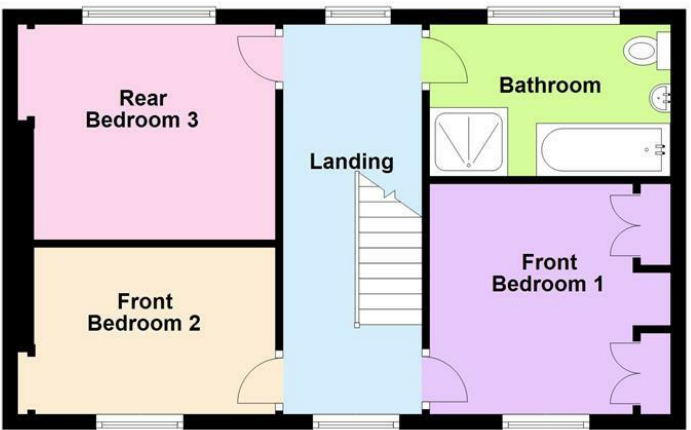 Rear
Bedroom 3
Landing
Bathroom
Front
Bedroom 2
Front
Bedroom 1